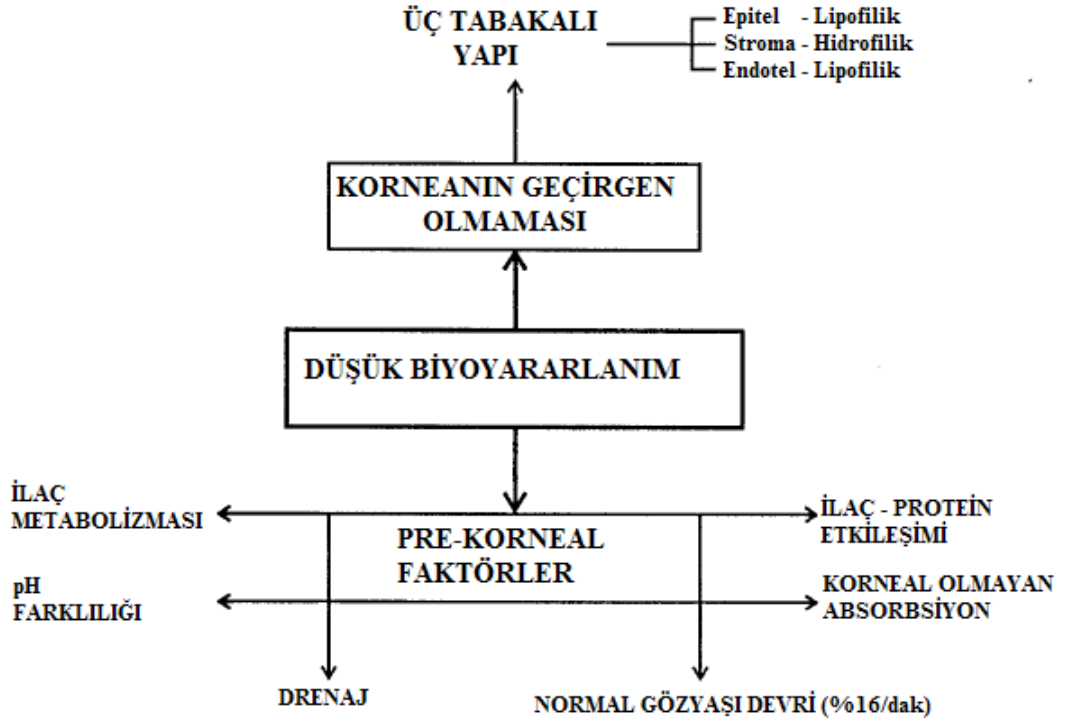 ÜÇ TABAKALI
YAPI
Epitel - Lipofilik
Stroma - Hidrofilik
Endotel - Lipofilik
KORNEANIN GEÇİRGEN
OLMAMASI
DÜŞÜK BİYOYARARLANIM
İLAÇ
METABOLİZMASI
İLAÇ - PROTEİN
ETKİLEŞİMİ
PRE-KORNEAL
FAKTÖRLER
pH
FARKLILIĞI
KORNEAL OLMAYAN
ABSORBSİYON
DRENAJ
NORMAL GÖZYAŞI DEVRİ (%16/dak)